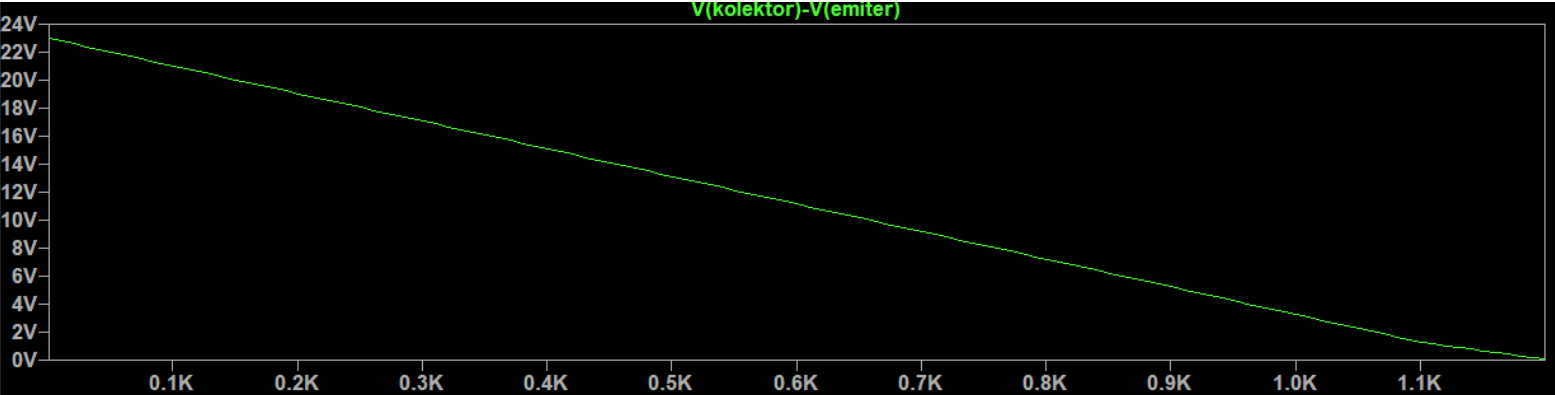 V(kolektor)-V(emiter)
24V
22V
20V
18V
16V
14V
12V
10V
8V
6V
4V
2V
0V
0.1K 0.2K 0.3K 0.4K 0.5K 0.6K 0.7K 0.8K 0.9K 1.0K 1.1K